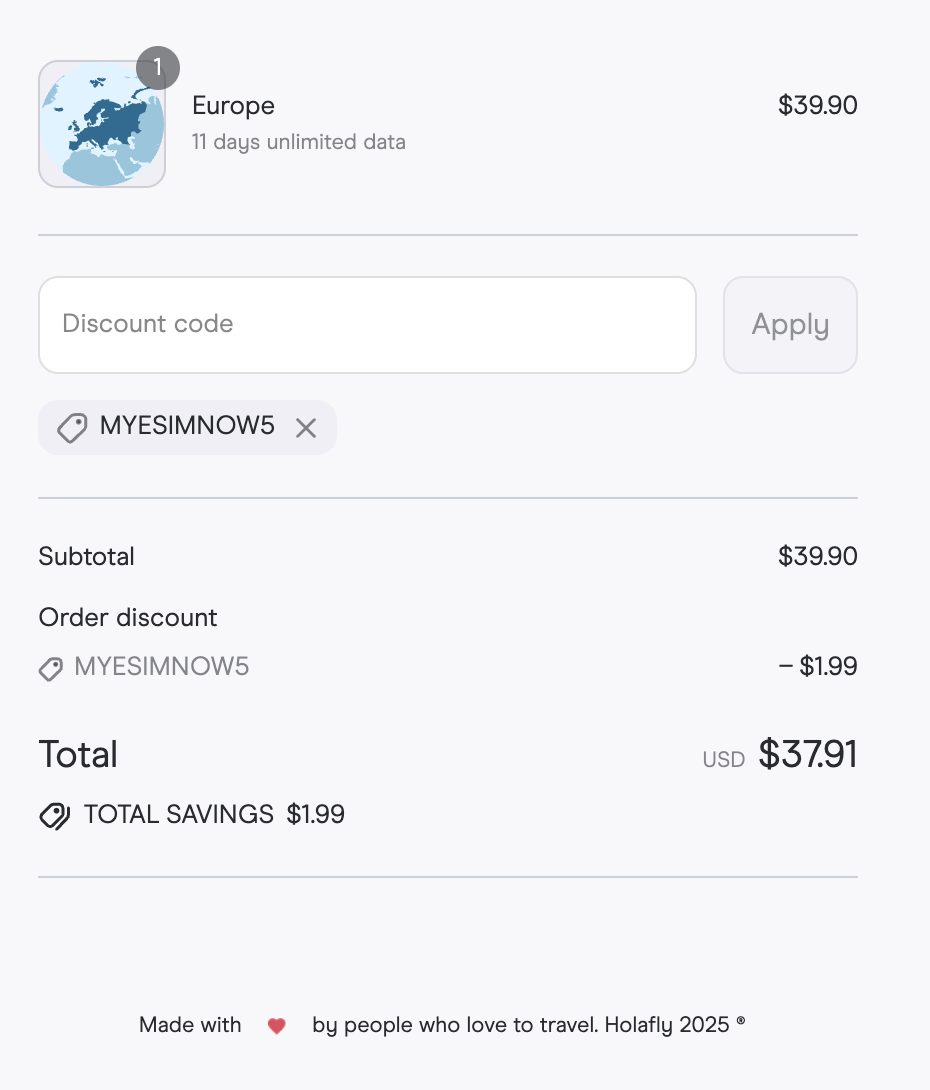 1
Europe
$39.90
11 days unlimited data
Discount code
Apply
MYESIMNOW5
Subtotal
$39.90
Order discount
MYESIMNOW5
– $1.99
Total
USD $37.91
TOTAL SAVINGS $1.99
Made with ❤ by people who love to travel. Holafly 2025 ®